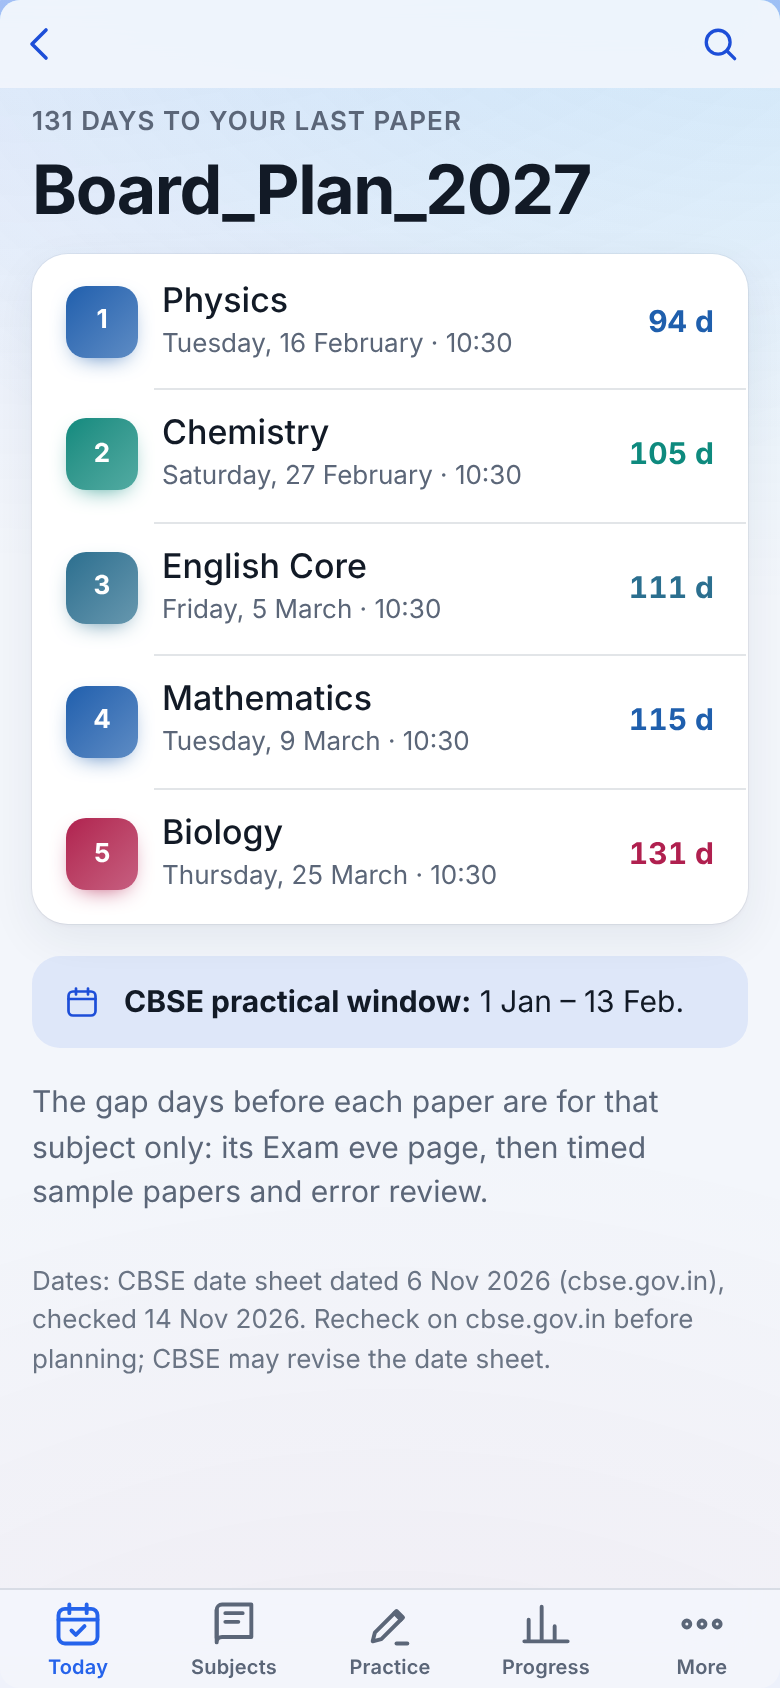 131 DAYS TO YOUR LAST PAPER
Board_Plan_2027
1
Physics
Tuesday, 16 February · 10:30
94 d
2
Chemistry
Saturday, 27 February · 10:30
105 d
3
English Core
Friday, 5 March · 10:30
111 d
4
Mathematics
Tuesday, 9 March · 10:30
115 d
5
Biology
Thursday, 25 March · 10:30
131 d
CBSE practical window: 1 Jan – 13 Feb.
The gap days before each paper are for that
subject only: its Exam eve page, then timed
sample papers and error review.
Dates: CBSE date sheet dated 6 Nov 2026 (cbse.gov.in),
checked 14 Nov 2026. Recheck on cbse.gov.in before
planning; CBSE may revise the date sheet.
Today Subjects Practice Progress More